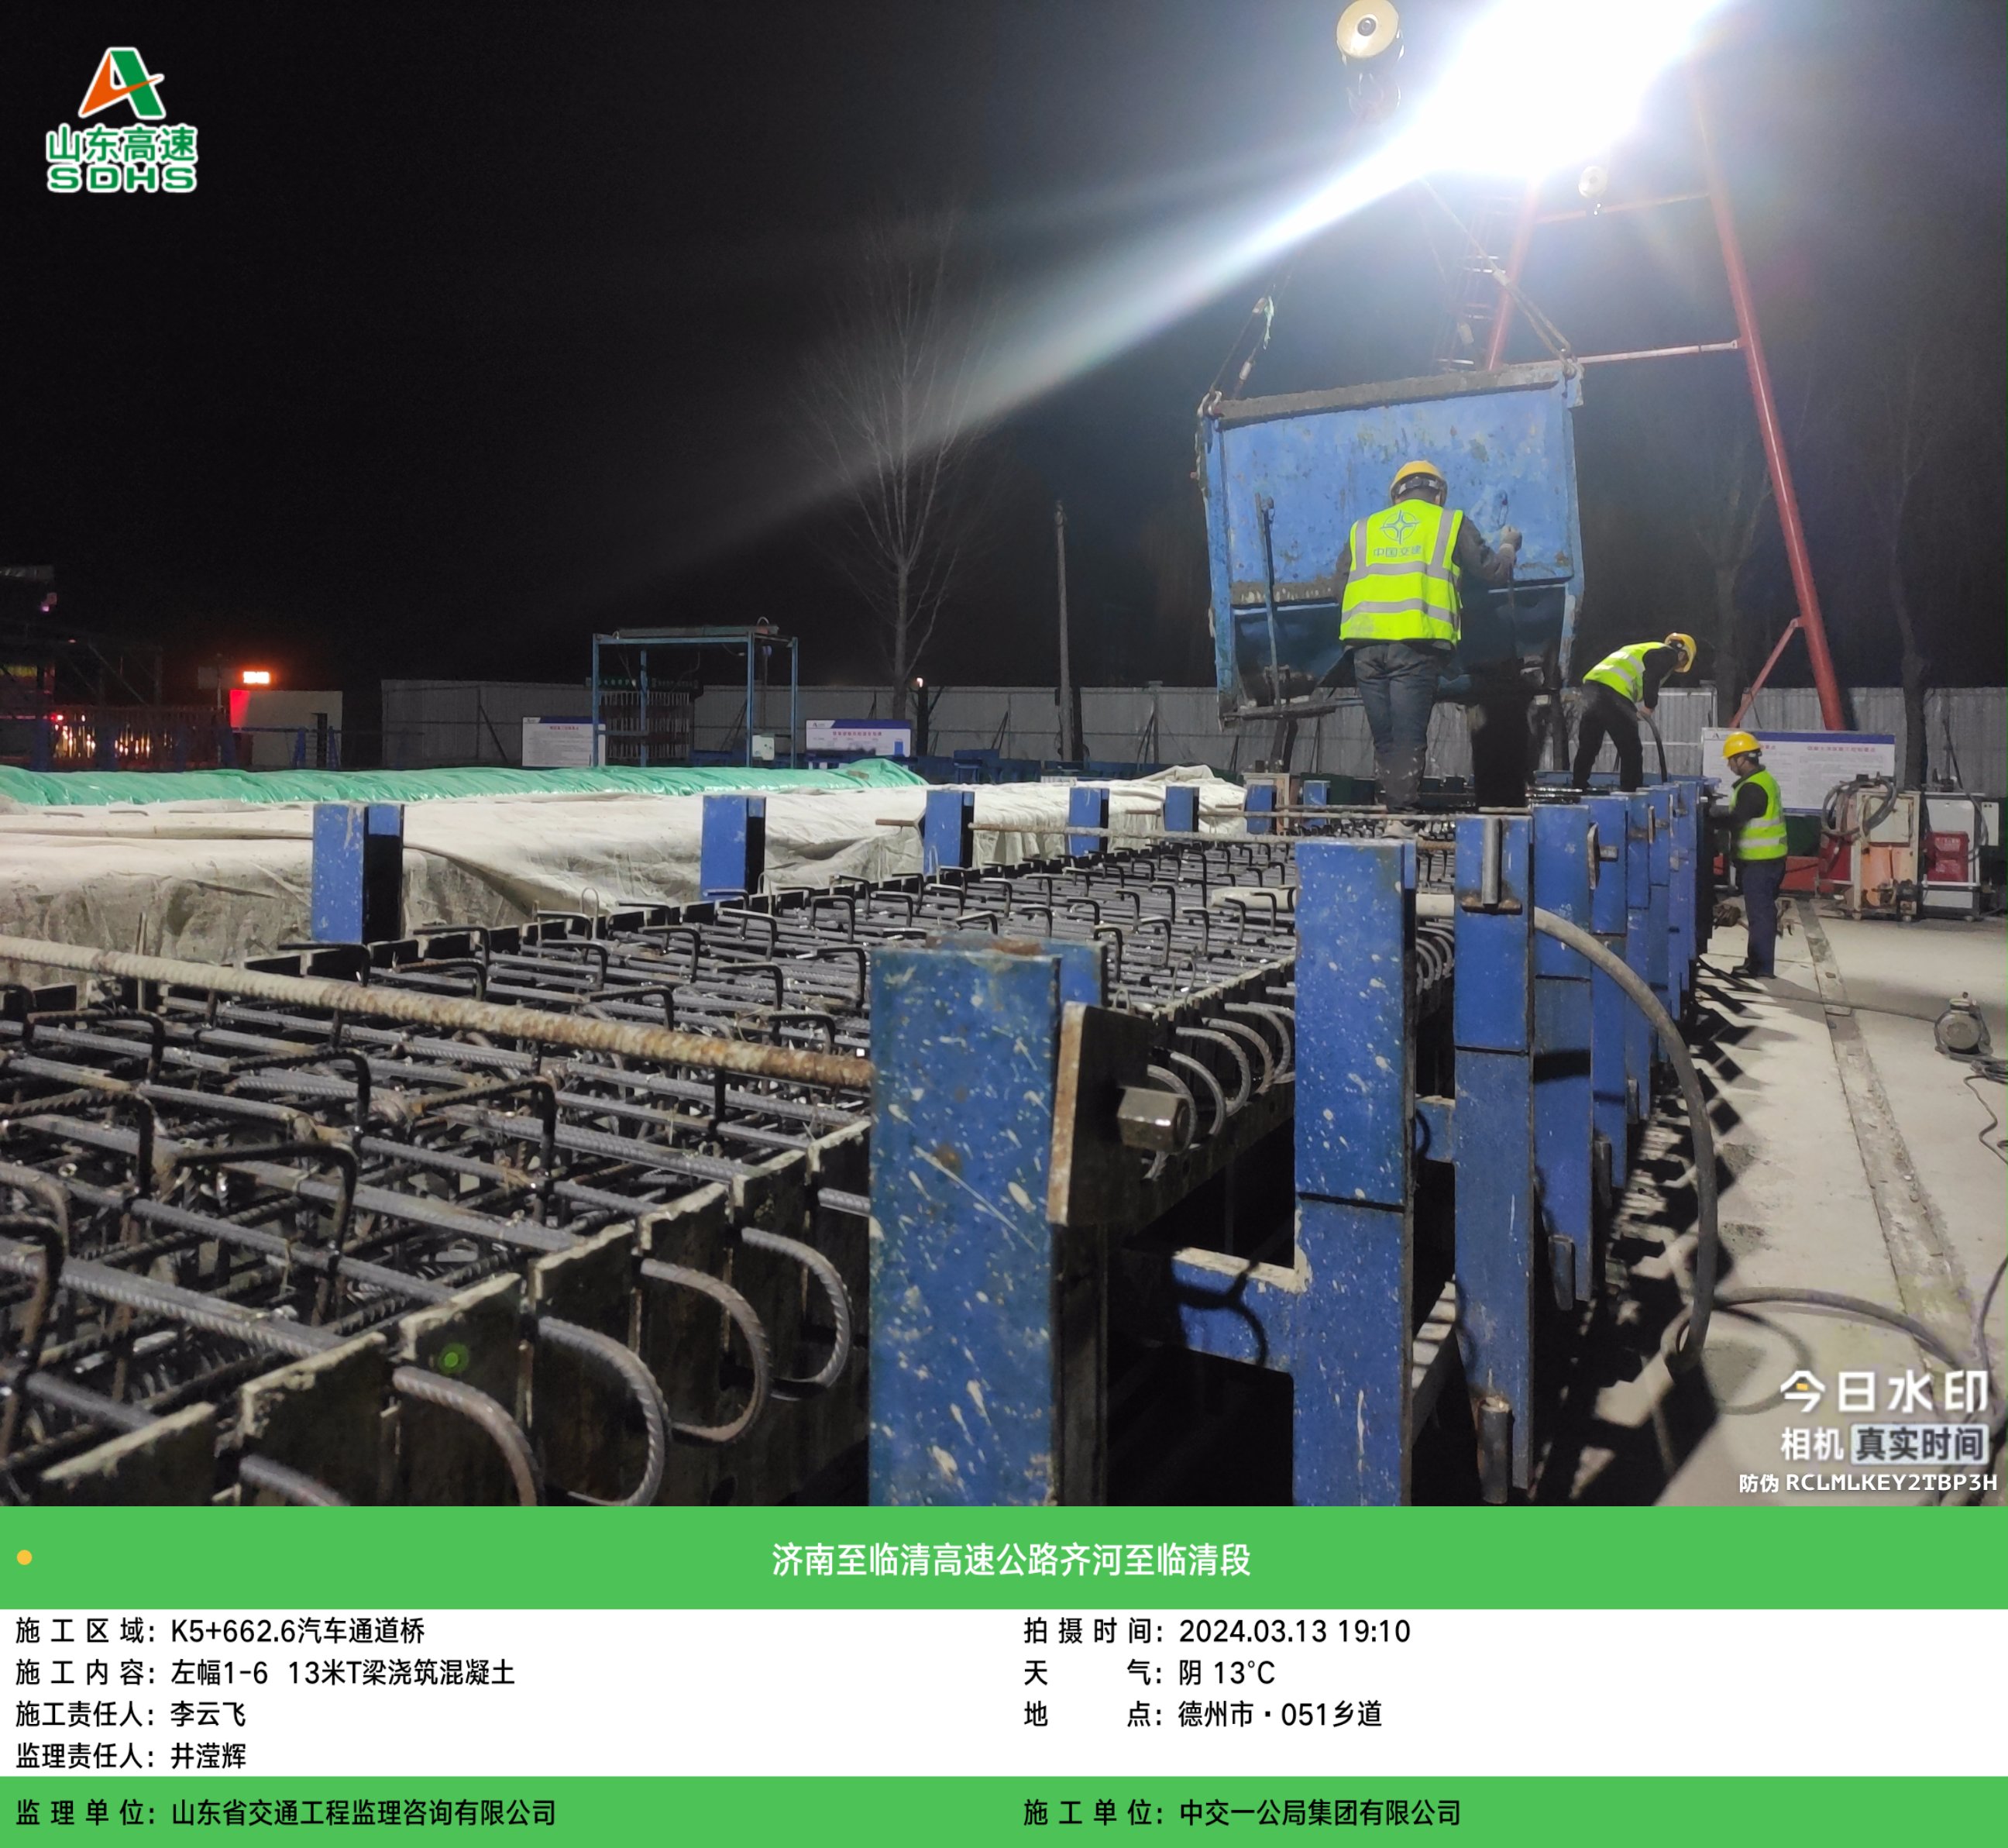 山东高速
SDHS
中国交建
今日水印
相机 真实时间
防伪 RCLMLKEY2TBP3H
济南至临清高速公路齐河至临清段
施工区域：K5+662.6汽车通道桥
拍摄时间：2024.03.13 19:10
施工内容：左幅1-6 13米T梁浇筑混凝土
天气：阴 13°C
施工责任人：李云飞
地点：德州市·051乡道
监理责任人：井滢辉
监理单位：山东省交通工程监理咨询有限公司
施工单位：中交一公局集团有限公司